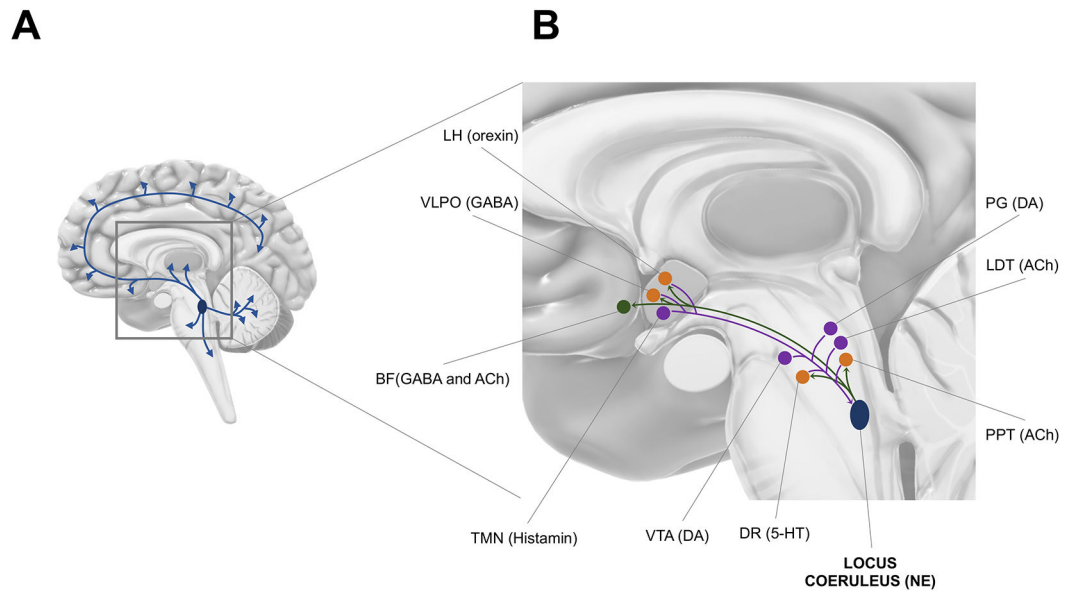 A
B
LH (orexin)
VLPO (GABA)
PG (DA)
LDT (ACh)
BF(GABA and ACh)
PPT (ACh)
TMN (Histamin)
VTA (DA)
DR (5-HT)
LOCUS
COERULEUS (NE)